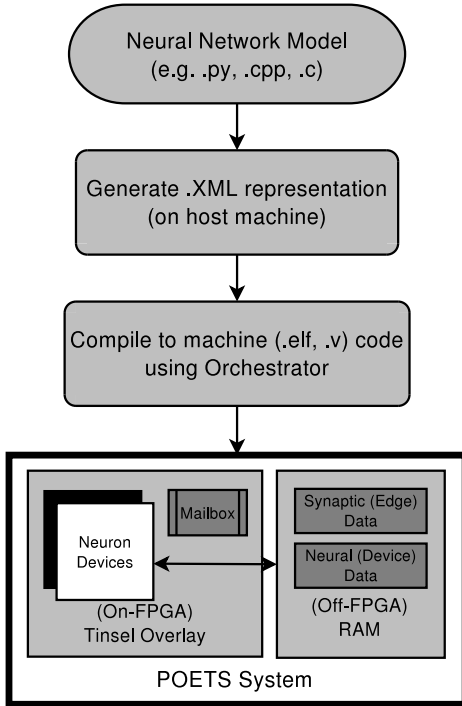 Neural Network Model
(e.g. .py, .cpp, .c)
Generate .XML representation
(on host machine)
Compile to machine (.elf, .v) code
using Orchestrator
Mailbox
Neuron
Devices
(On-FPGA)
Tinsel Overlay
Synaptic (Edge)
Data
Neural (Device)
Data
(Off-FPGA)
RAM
POETS System